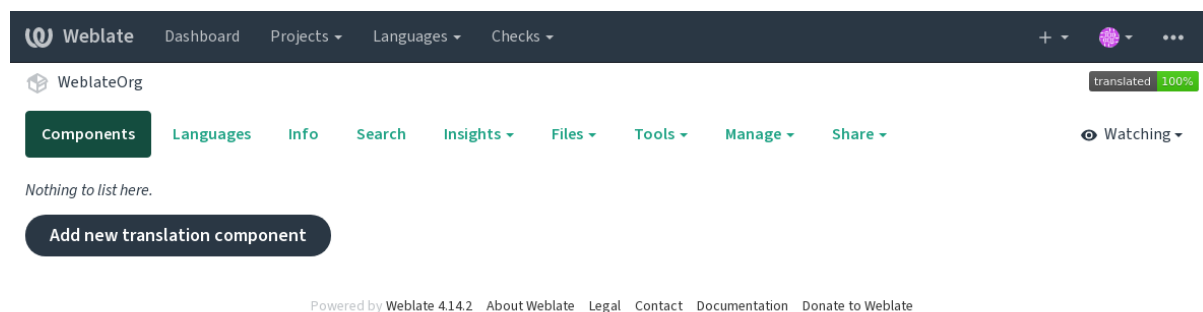 Weblate Dashboard Projects Languages Checks
WeblateOrg translated 100%
Components Languages Info Search Insights Files Tools Manage Share Watching
Nothing to list here.
Add new translation component
Powered by Weblate 4.14.2 About Weblate Legal Contact Documentation Donate to Weblate